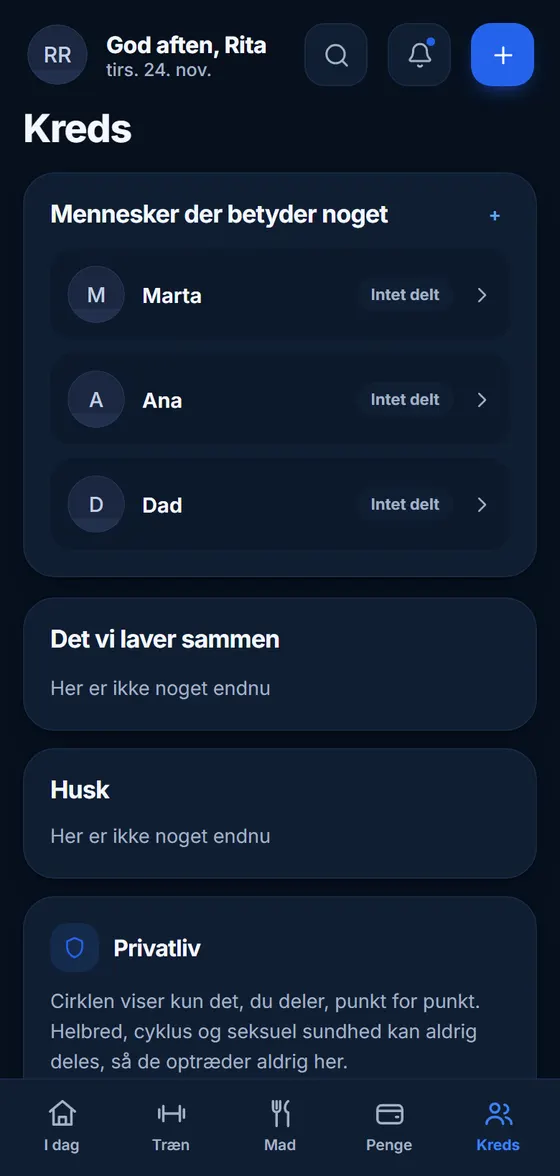 RR
God aften, Rita
tirs. 24. nov.
Kreds
Mennesker der betyder noget
+
M
Marta
Intet delt
A
Ana
Intet delt
D
Dad
Intet delt
Det vi laver sammen
Her er ikke noget endnu
Husk
Her er ikke noget endnu
Privatliv
Cirklen viser kun det, du deler, punkt for punkt.
Helbred, cyklus og seksuel sundhed kan aldrig
deles, så de optræder aldrig her.
I dag
Træn
Mad
Penge
Kreds